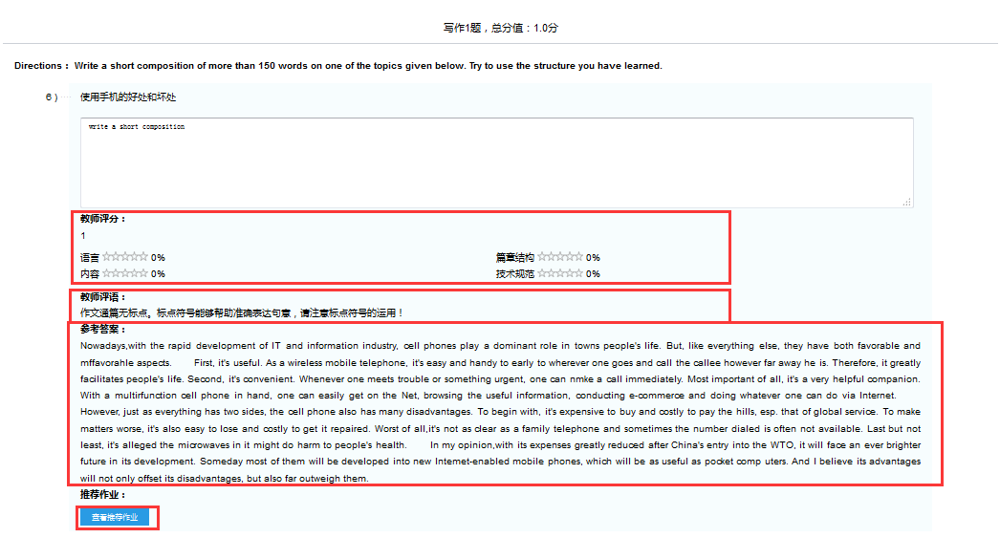 写作1题，总分值：1.0分
Directions： Write a short composition of more than 150 words on one of the topics given below. Try to use the structure you have learned.
6） 使用手机的好处和坏处
write a short composition
教师评分：
1
语言 ☆☆☆☆☆ 0% 篇章结构 ☆☆☆☆☆ 0%
内容 ☆☆☆☆☆ 0% 技术规范 ☆☆☆☆☆ 0%
教师评语：
作文通篇无标点。标点符号能够帮助准确表达句意，请注意标点符号的运用！
参考答案：
Nowadays,with the rapid development of IT and information industry, cell phones play a dominant role in towns people's life. But, like everything else, they have both favorable and
mffavorahle aspects. First, it's useful. As a wireless mobile telephone, it's easy and handy to early to wherever one goes and call the callee however far away he is. Therefore, it greatly
facilitates people's life. Second, it's convenient. Whenever one meets trouble or something urgent, one can nmke a call immediately. Most important of all, it's a very helpful companion.
With a multirfunction cell phone in hand, one can easily get on the Net, browsing the useful information, conducting e-commerce and doing whatever one can do via Internet.
However, just as everything has two sides, the cell phone also has many disadvantages. To begin with, it's expensive to buy and costly to pay the hills, esp. that of global service. To make
matters worse, it's also easy to lose and costly to get it repaired. Worst of all,it's not as clear as a family telephone and sometimes the number dialed is often not available. Last but not
least, it's alleged the microwaves in it might do harm to people's health. In my opinion,with its expenses greatly reduced after China's entry into the WTO, it will face an ever brighter
future in its development. Someday most of them will be developed into new Internet-enabled mobile phones, which will be as useful as pocket comp uters. And I believe its advantages
will not only offset its disadvantages, but also far outweigh them.
推荐作业：
查看推荐作业